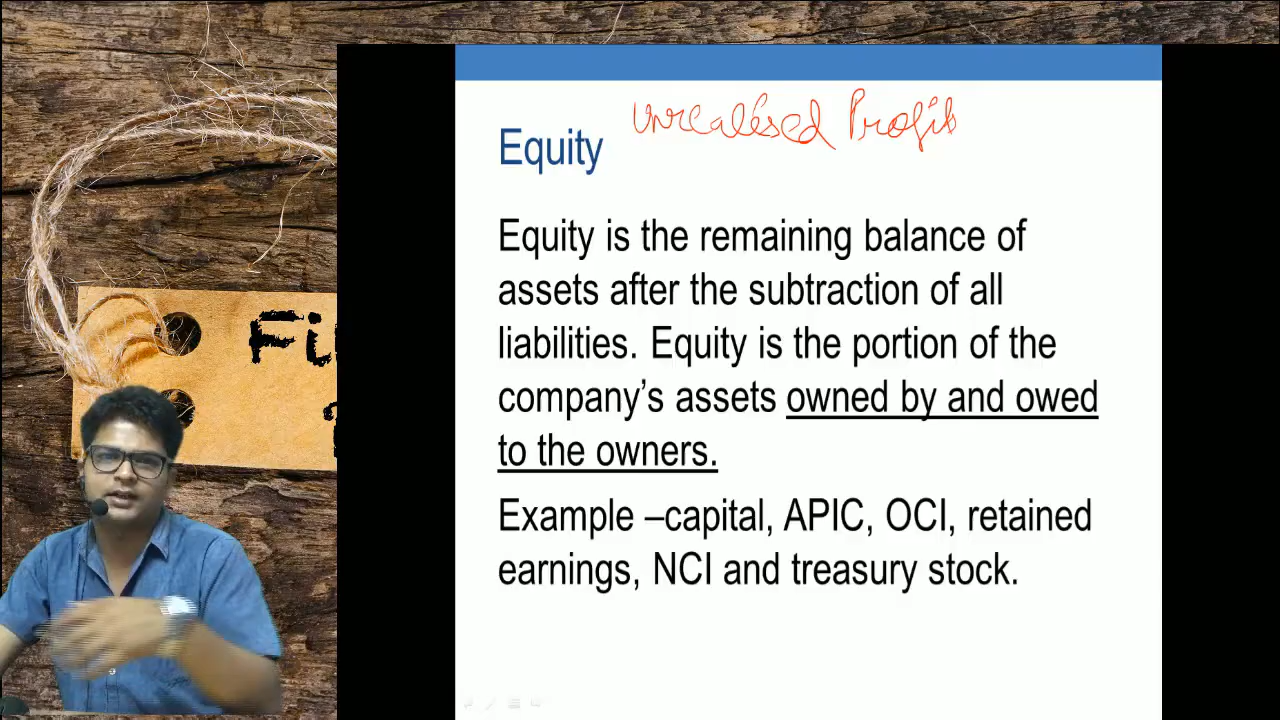 unrealised Profit
Equity
Equity is the remaining balance of
assets after the subtraction of all
liabilities. Equity is the portion of the
company’s assets owned by and owed
to the owners.
Example –capital, APIC, OCI, retained
earnings, NCI and treasury stock.
Fi